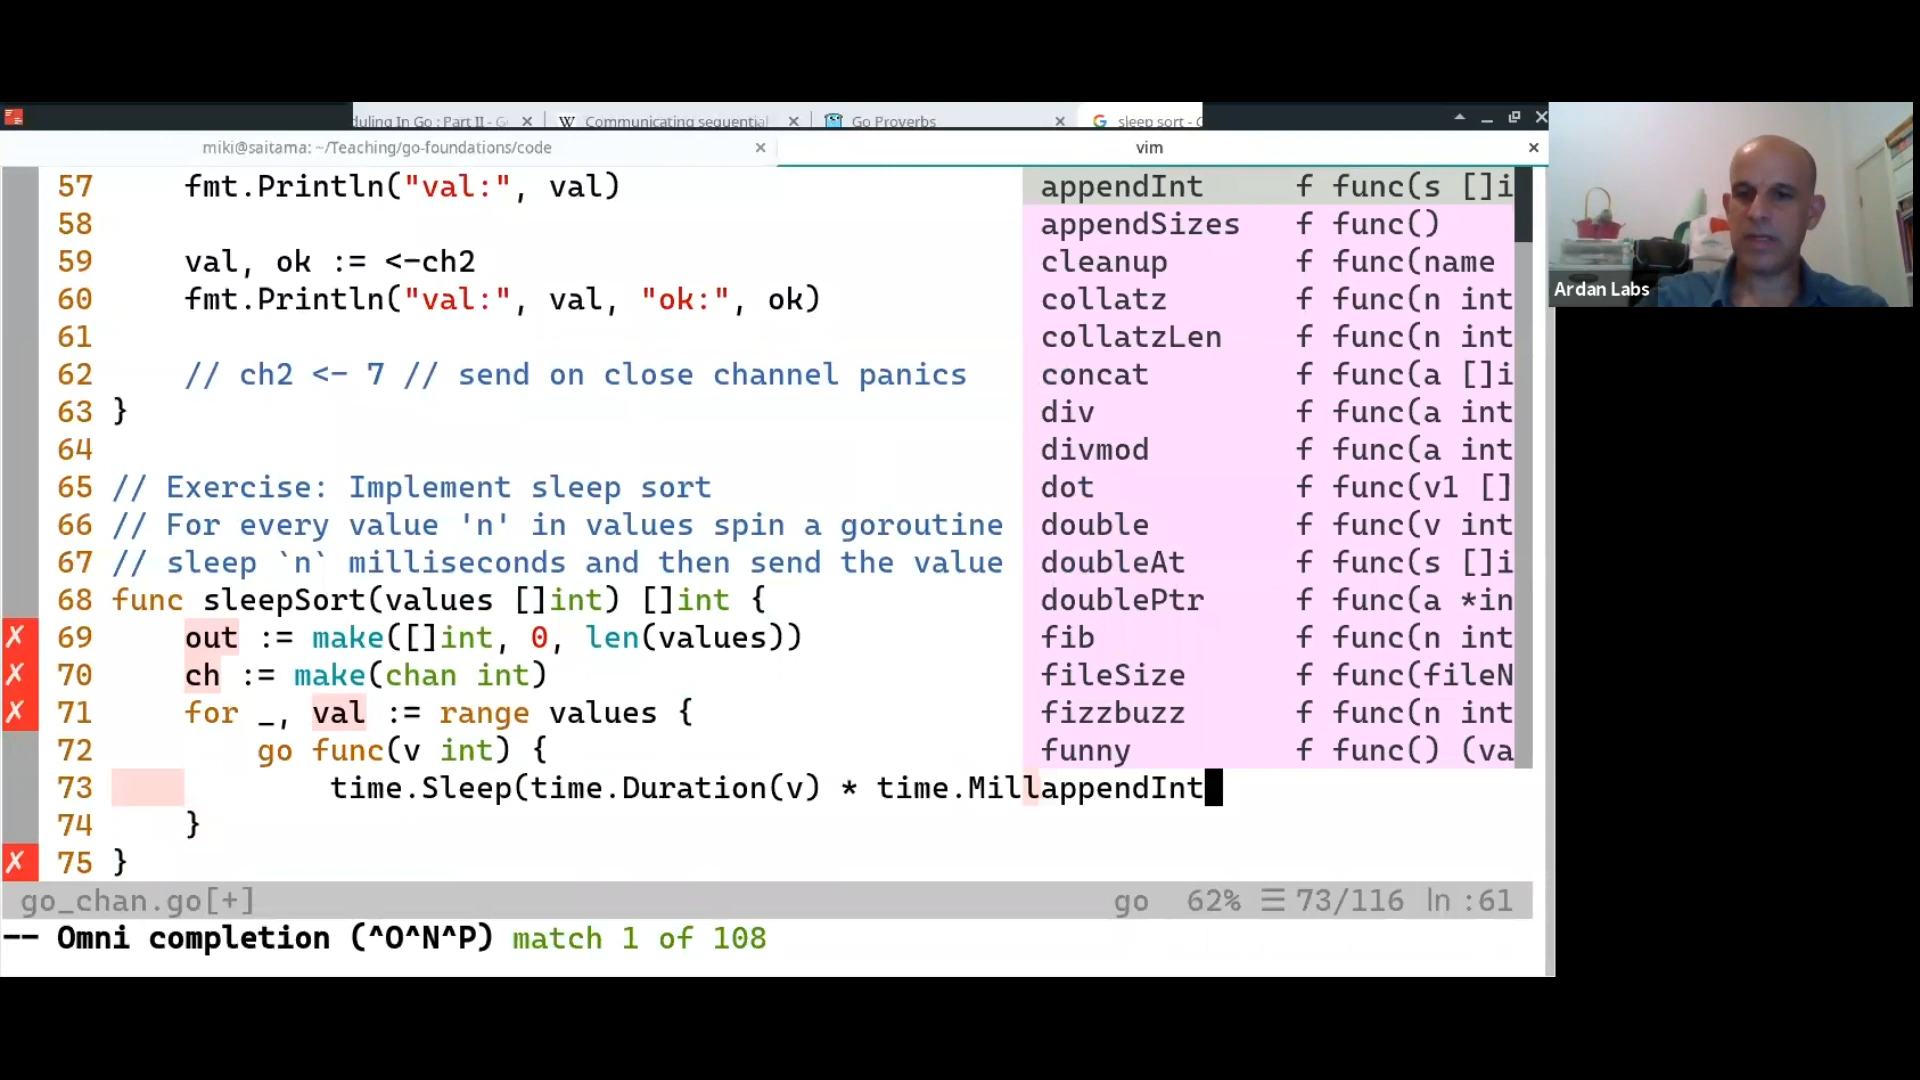 duling In Go : Part II - G
W Communicating sequential
Go Proverbs
G sleep sort - G
miki@saitama: ~/Teaching/go-foundations/code
vim
57 fmt.Println("val:", val)
58
59 val, ok := <-ch2
60 fmt.Println("val:", val, "ok:", ok)
61
62 // ch2 <- 7 // send on close channel panics
63 }
64
65 // Exercise: Implement sleep sort
66 // For every value 'n' in values spin a goroutine
67 // sleep `n` milliseconds and then send the value
68 func sleepSort(values []int) []int {
✗ 69 out := make([]int, 0, len(values))
✗ 70 ch := make(chan int)
✗ 71 for _, val := range values {
72 go func(v int) {
73 time.Sleep(time.Duration(v) * time.MillappendInt
74 }
✗ 75 }
appendInt f func(s []i
appendSizes f func()
cleanup f func(name
collatz f func(n int
collatzLen f func(n int
concat f func(a []i
div f func(a int
divmod f func(a int
dot f func(v1 []
double f func(v int
doubleAt f func(s []i
doublePtr f func(a *in
fib f func(n int
fileSize f func(fileN
fizzbuzz f func(n int
funny f func() (va
go_chan.go[+] go 62% ☰ 73/116 ln :61
-- Omni completion (^O^N^P) match 1 of 108
Ardan Labs